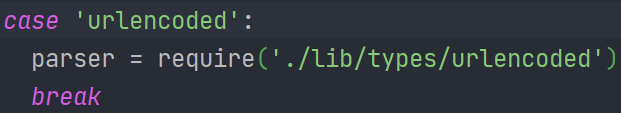 case 'urlencoded':
  parser = require('./lib/types/urlencoded')
  break